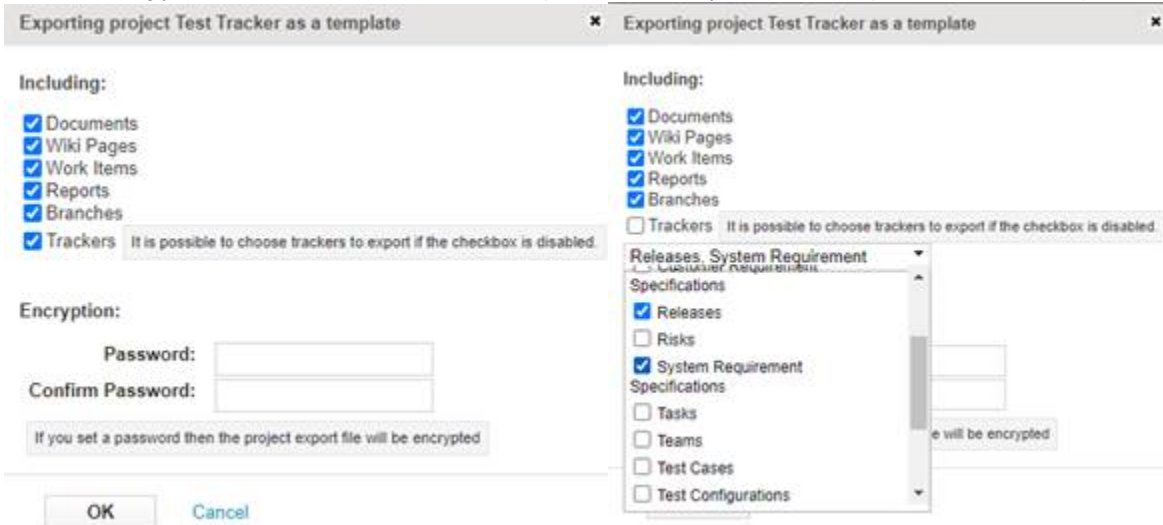 Exporting project Test Tracker as a template
Including:
Documents
Wiki Pages
Work Items
Reports
Branches
Trackers It is possible to choose trackers to export if the checkbox is disabled.
Encryption:
Password:
Confirm Password:
If you set a password then the project export file will be encrypted
OK Cancel
Exporting project Test Tracker as a template
Including:
Documents
Wiki Pages
Work Items
Reports
Branches
Trackers It is possible to choose trackers to export if the checkbox is disabled.
Releases, System Requirement
Customer Requirement
Specifications
Releases
Risks
System Requirement
Specifications
Tasks
Teams
Test Cases
Test Configurations
e will be encrypted